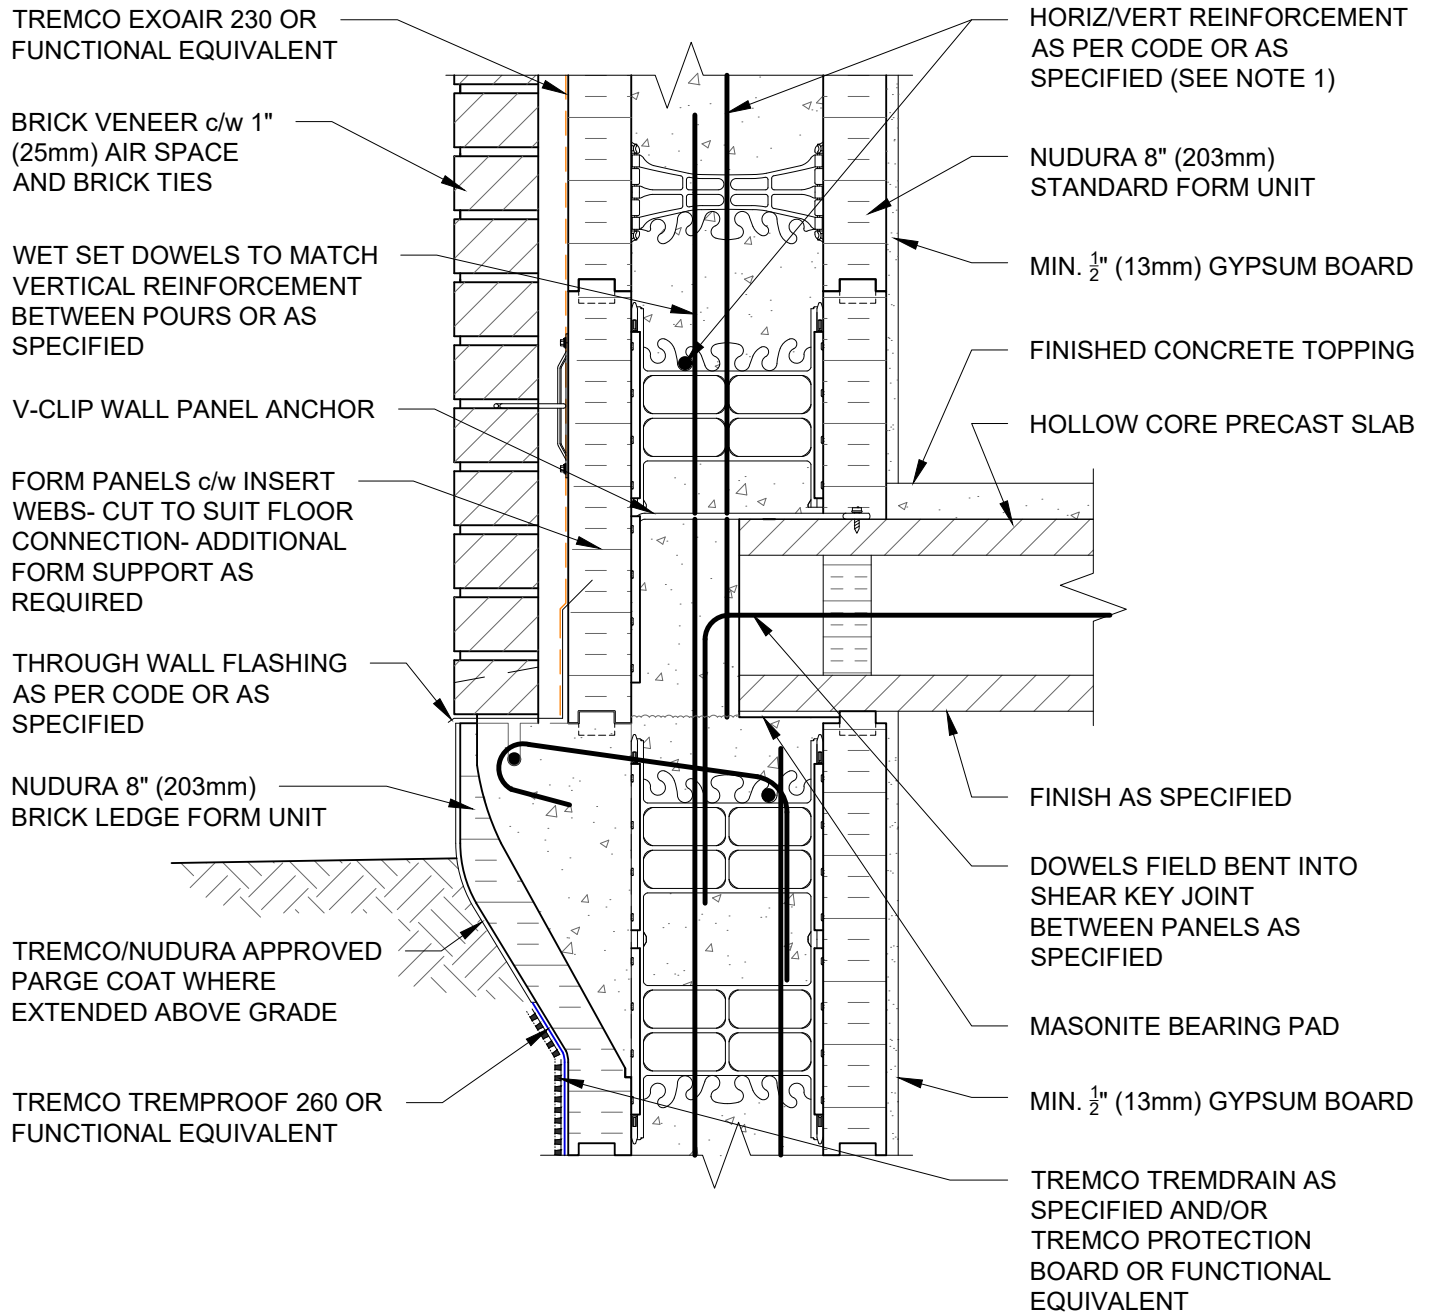 TREMCO EXOAIR 230 OR
FUNCTIONAL EQUIVALENT
BRICK VENEER c/w 1"
(25mm) AIR SPACE
AND BRICK TIES
WET SET DOWELS TO MATCH
VERTICAL REINFORCEMENT
BETWEEN POURS OR AS
SPECIFIED
V-CLIP WALL PANEL ANCHOR
FORM PANELS c/w INSERT
WEBS- CUT TO SUIT FLOOR
CONNECTION- ADDITIONAL
FORM SUPPORT AS
REQUIRED
THROUGH WALL FLASHING
AS PER CODE OR AS
SPECIFIED
NUDURA 8" (203mm)
BRICK LEDGE FORM UNIT
TREMCO/NUDURA APPROVED
PARGE COAT WHERE
EXTENDED ABOVE GRADE
TREMCO TREMPROOF 260 OR
FUNCTIONAL EQUIVALENT
HORIZ/VERT REINFORCEMENT
AS PER CODE OR AS
SPECIFIED (SEE NOTE 1)
NUDURA 8" (203mm)
STANDARD FORM UNIT
MIN. 1/2" (13mm) GYPSUM BOARD
FINISHED CONCRETE TOPPING
HOLLOW CORE PRECAST SLAB
FINISH AS SPECIFIED
DOWELS FIELD BENT INTO
SHEAR KEY JOINT
BETWEEN PANELS AS
SPECIFIED
MASONITE BEARING PAD
MIN. 1/2" (13mm) GYPSUM BOARD
TREMCO TREMDRAIN AS
SPECIFIED AND/OR
TREMCO PROTECTION
BOARD OR FUNCTIONAL
EQUIVALENT